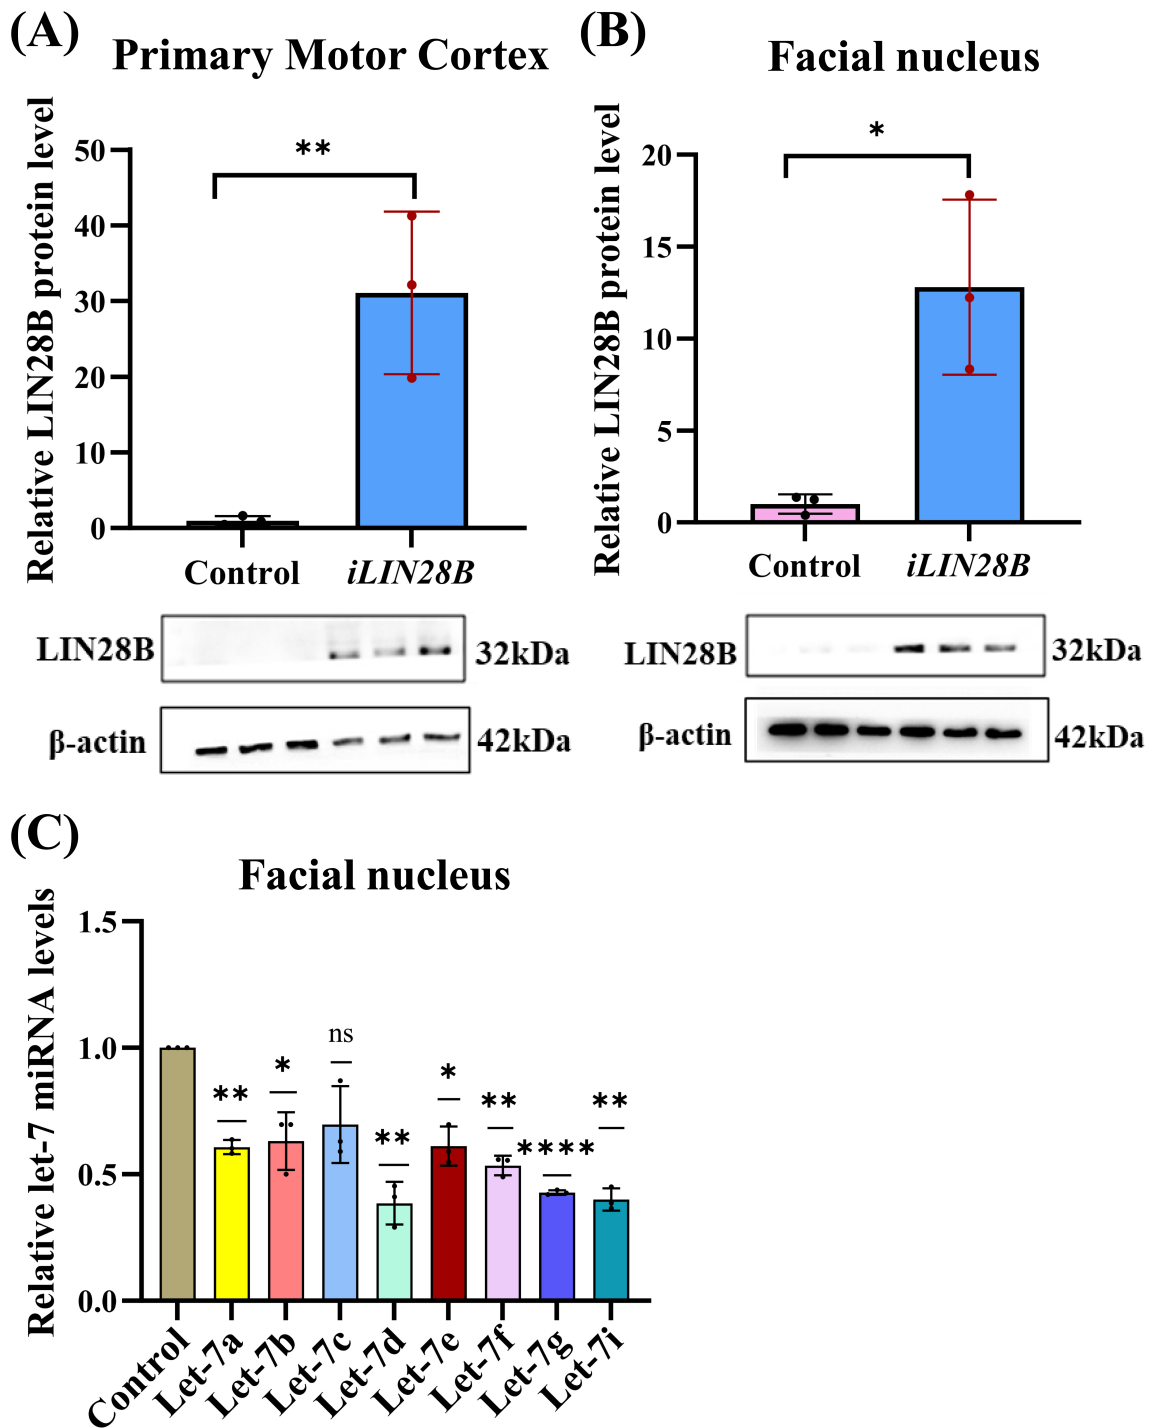 (A)
Primary Motor Cortex
Relative LIN28B protein level
50
40
30
20
10
0
**
Control
iLIN28B
LIN28B
32kDa
β-actin
42kDa
(B)
Facial nucleus
Relative LIN28B protein level
20
15
10
5
0
*
Control
iLIN28B
LIN28B
32kDa
β-actin
42kDa
(C)
Facial nucleus
Relative let-7 miRNA levels
1.5
1.0
0.5
0.0
**
*
ns
**
*
**
****
**
Control
Let-7a
Let-7b
Let-7c
Let-7d
Let-7e
Let-7f
Let-7g
Let-7i